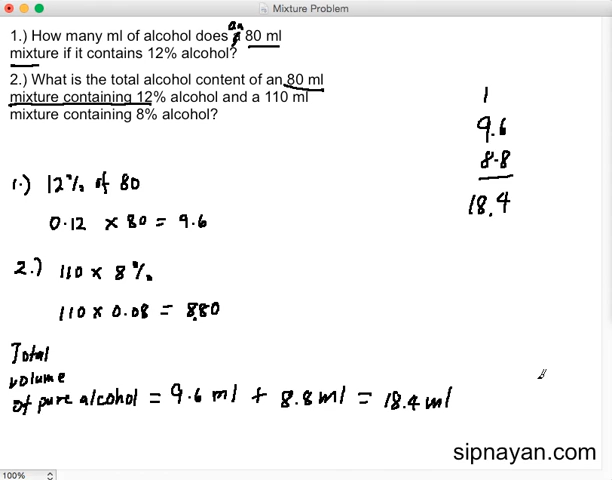 Mixture Problem
1.) How many ml of alcohol does an 80 ml
mixture if it contains 12% alcohol?
2.) What is the total alcohol content of an 80 ml
mixture containing 12% alcohol and a 110 ml
mixture containing 8% alcohol?
1
9.6
8.8
18.4
1.) 12% of 80
0.12 x 80 = 9.6
2.) 110 x 8%
110 x 0.08 = 8.80
Total
volume
of pure alcohol = 9.6 ml + 8.8 ml = 18.4 ml
sipnayan.com
100%